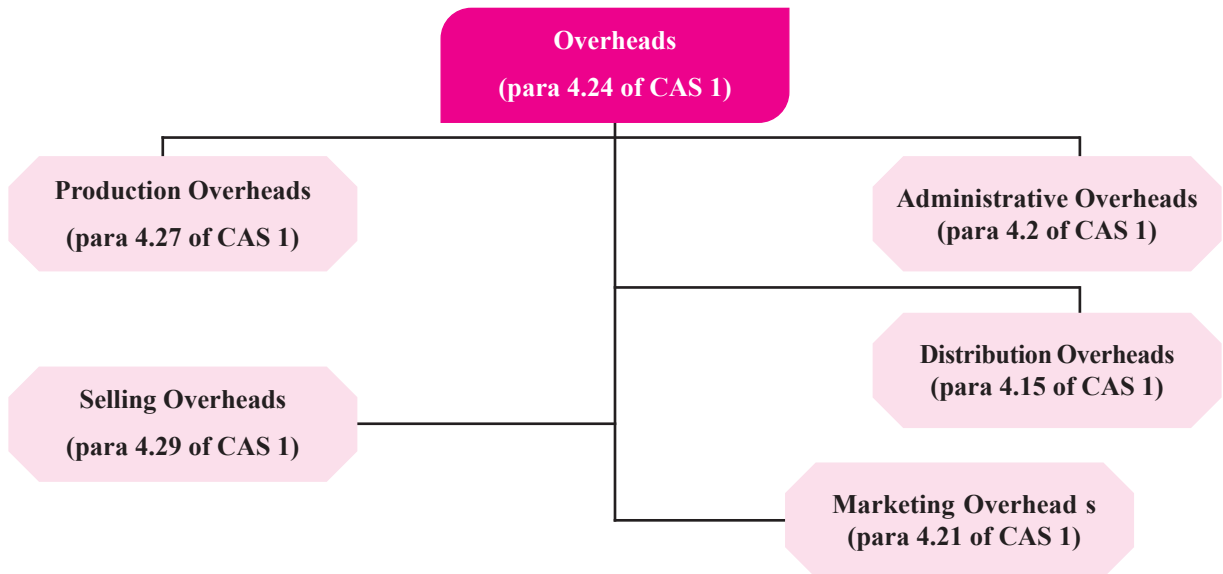 Overheads
(para 4.24 of CAS 1)
Production Overheads
(para 4.27 of CAS 1)
Administrative Overheads
(para 4.2 of CAS 1)
Distribution Overheads
(para 4.15 of CAS 1)
Selling Overheads
(para 4.29 of CAS 1)
Marketing Overhead s
(para 4.21 of CAS 1)